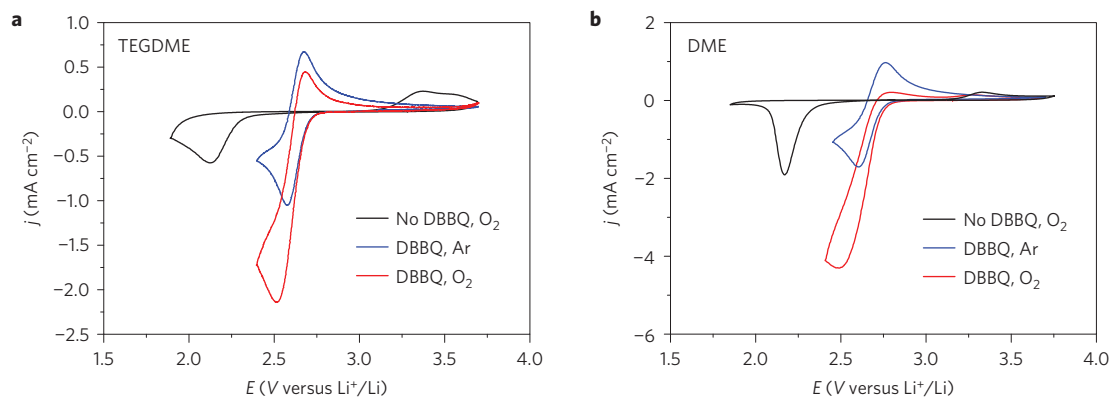 a
1.0
0.5
0.0
−0.5
−1.0
−1.5
−2.0
−2.5
j (mA cm−2)
TEGDME
No DBBQ, O2
DBBQ, Ar
DBBQ, O2
1.5 2.0 2.5 3.0 3.5 4.0
E (V versus Li+/Li)
b
2
0
−2
−4
−6
j (mA cm−2)
DME
No DBBQ, O2
DBBQ, Ar
DBBQ, O2
1.5 2.0 2.5 3.0 3.5 4.0
E (V versus Li+/Li)